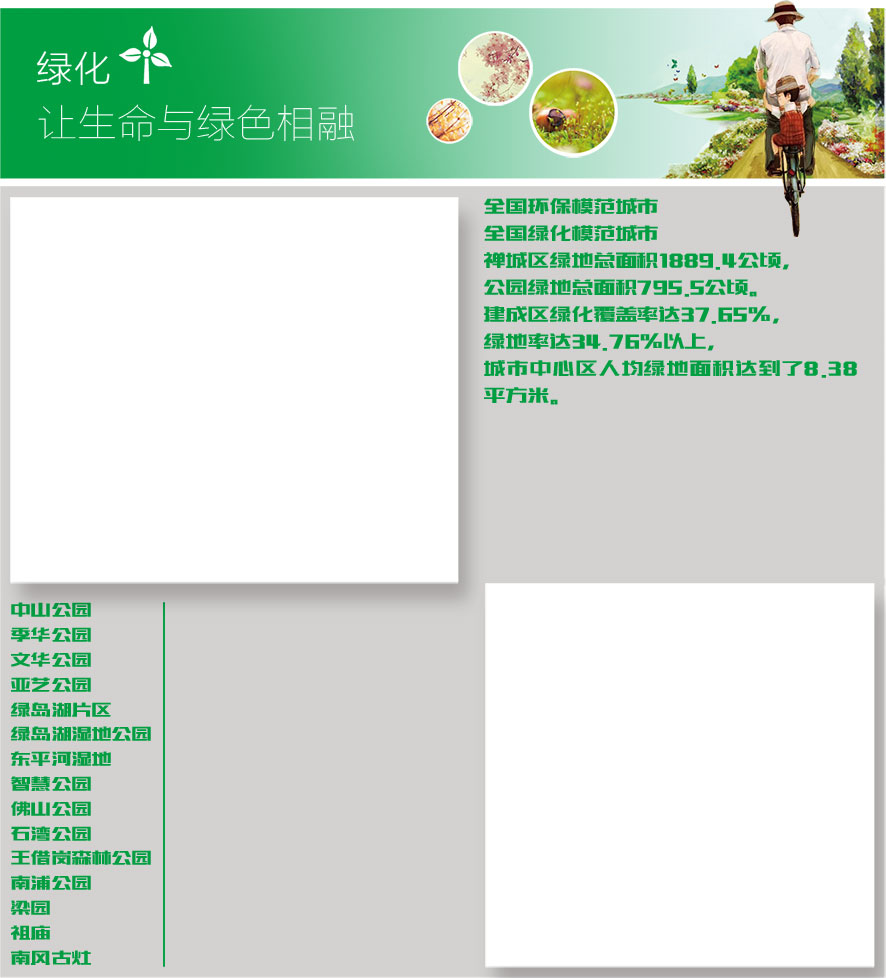 绿化
让生命与绿色相融
全国环保模范城市
全国绿化模范城市
禅城区绿地总面积1889.4公顷，
公园绿地总面积795.5公顷。
建成区绿化覆盖率达37.65%，
绿地率达34.76%以上，
城市中心区人均绿地面积达到了8.38
平方米。
中山公园
季华公园
文华公园
亚艺公园
绿岛湖片区
绿岛湖湿地公园
东平河湿地
智慧公园
佛山公园
石湾公园
王借岗森林公园
南浦公园
梁园
祖庙
南风古灶